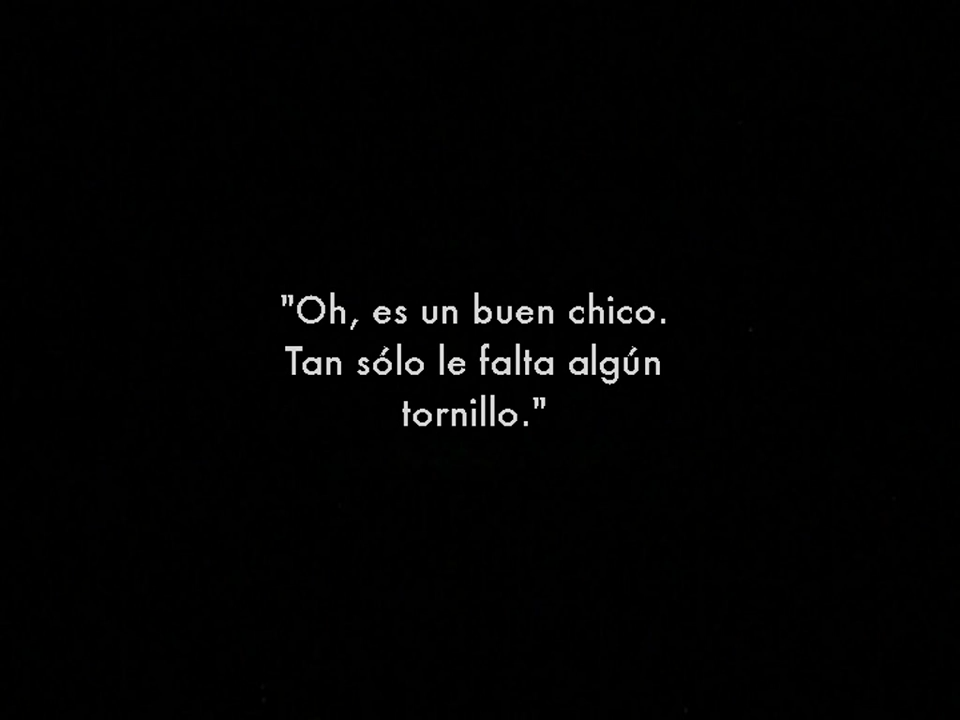 "Oh, es un buen chico.
Tan sólo le falta algún
tornillo."